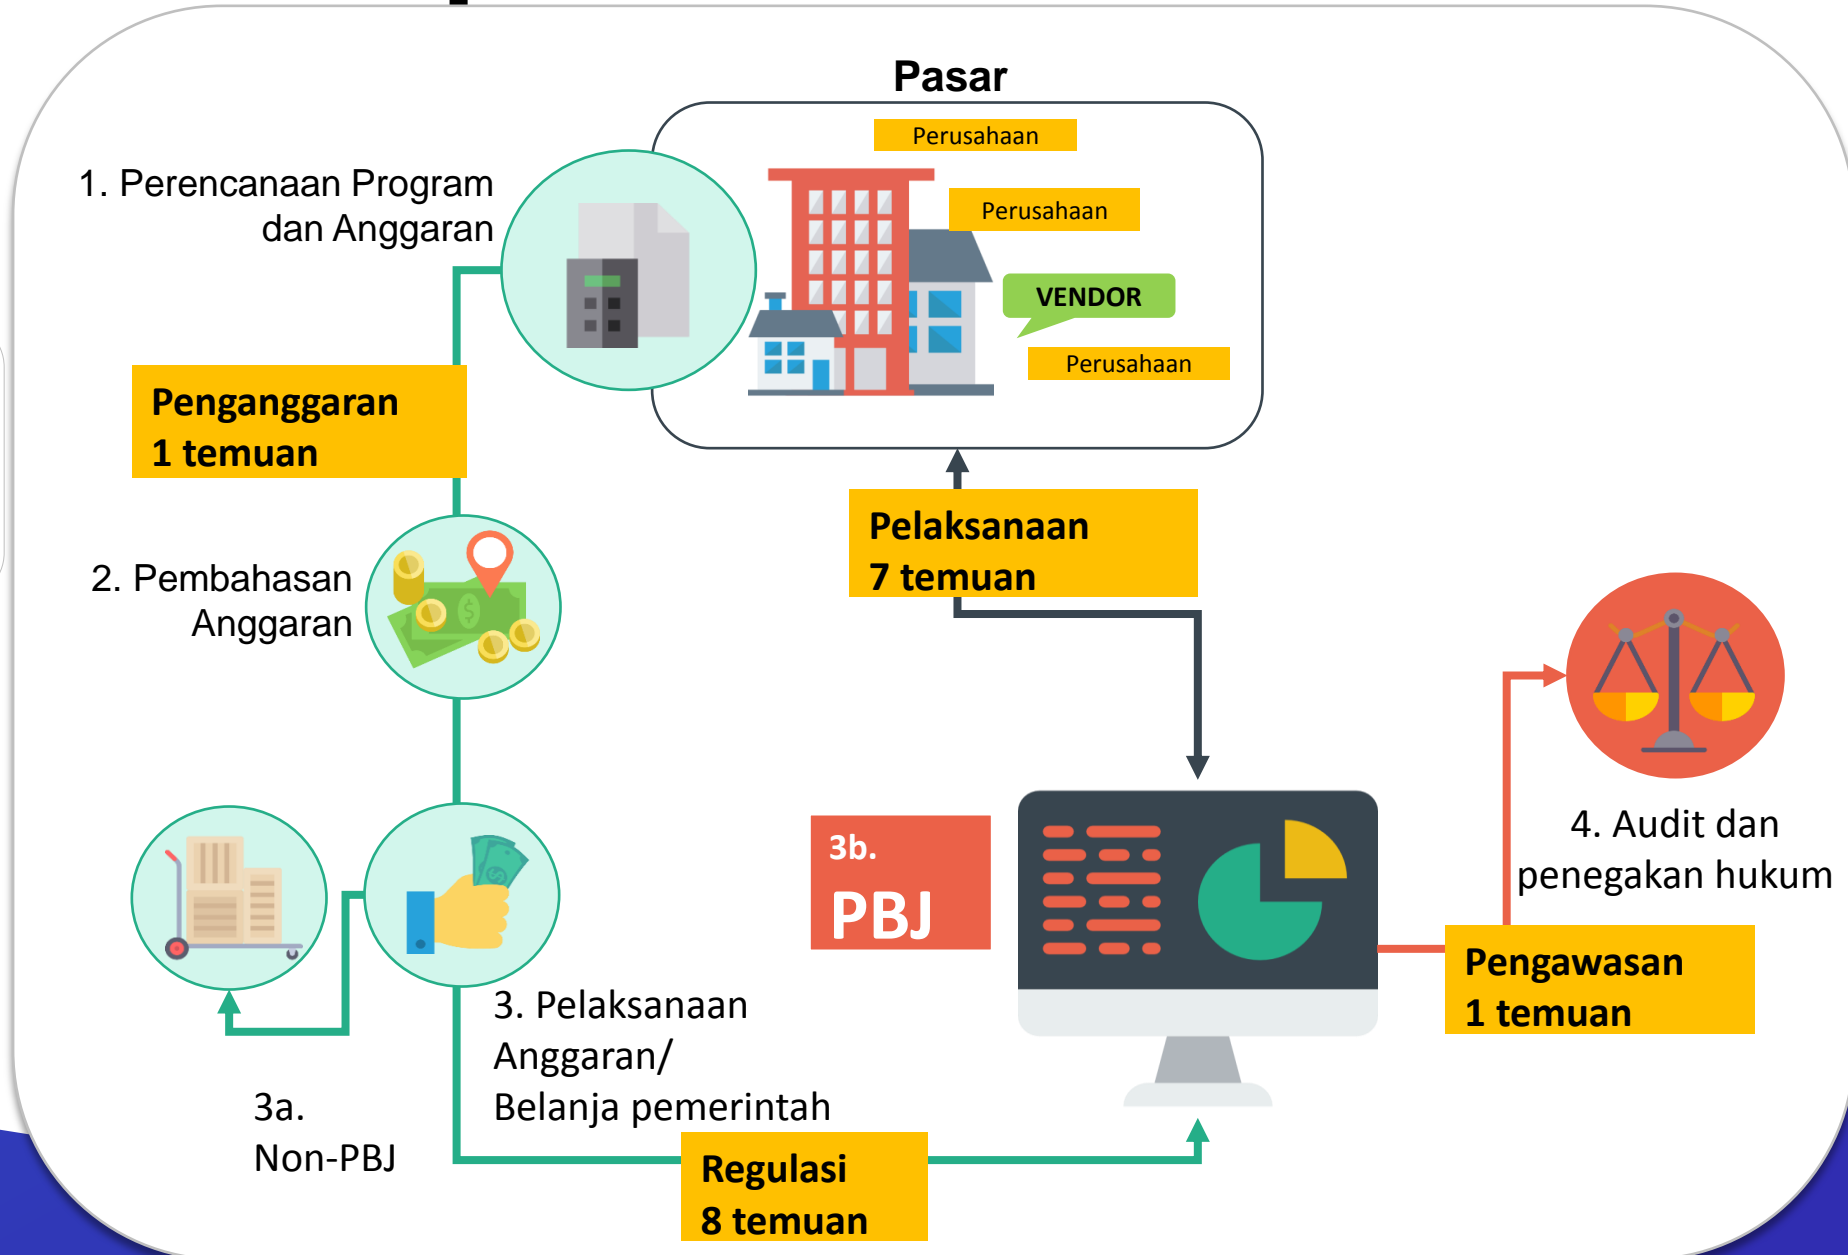 Pasar
Perusahaan
1. Perencanaan Program
dan Anggaran
Perusahaan
VENDOR
Perusahaan
Penganggaran
1 temuan
Pelaksanaan
7 temuan
2. Pembahasan
Anggaran
3b.
PBJ
4. Audit dan
penegakan hukum
Pengawasan
1 temuan
3. Pelaksanaan
Anggaran/
Belanja pemerintah
3a.
Non-PBJ
Regulasi
8 temuan